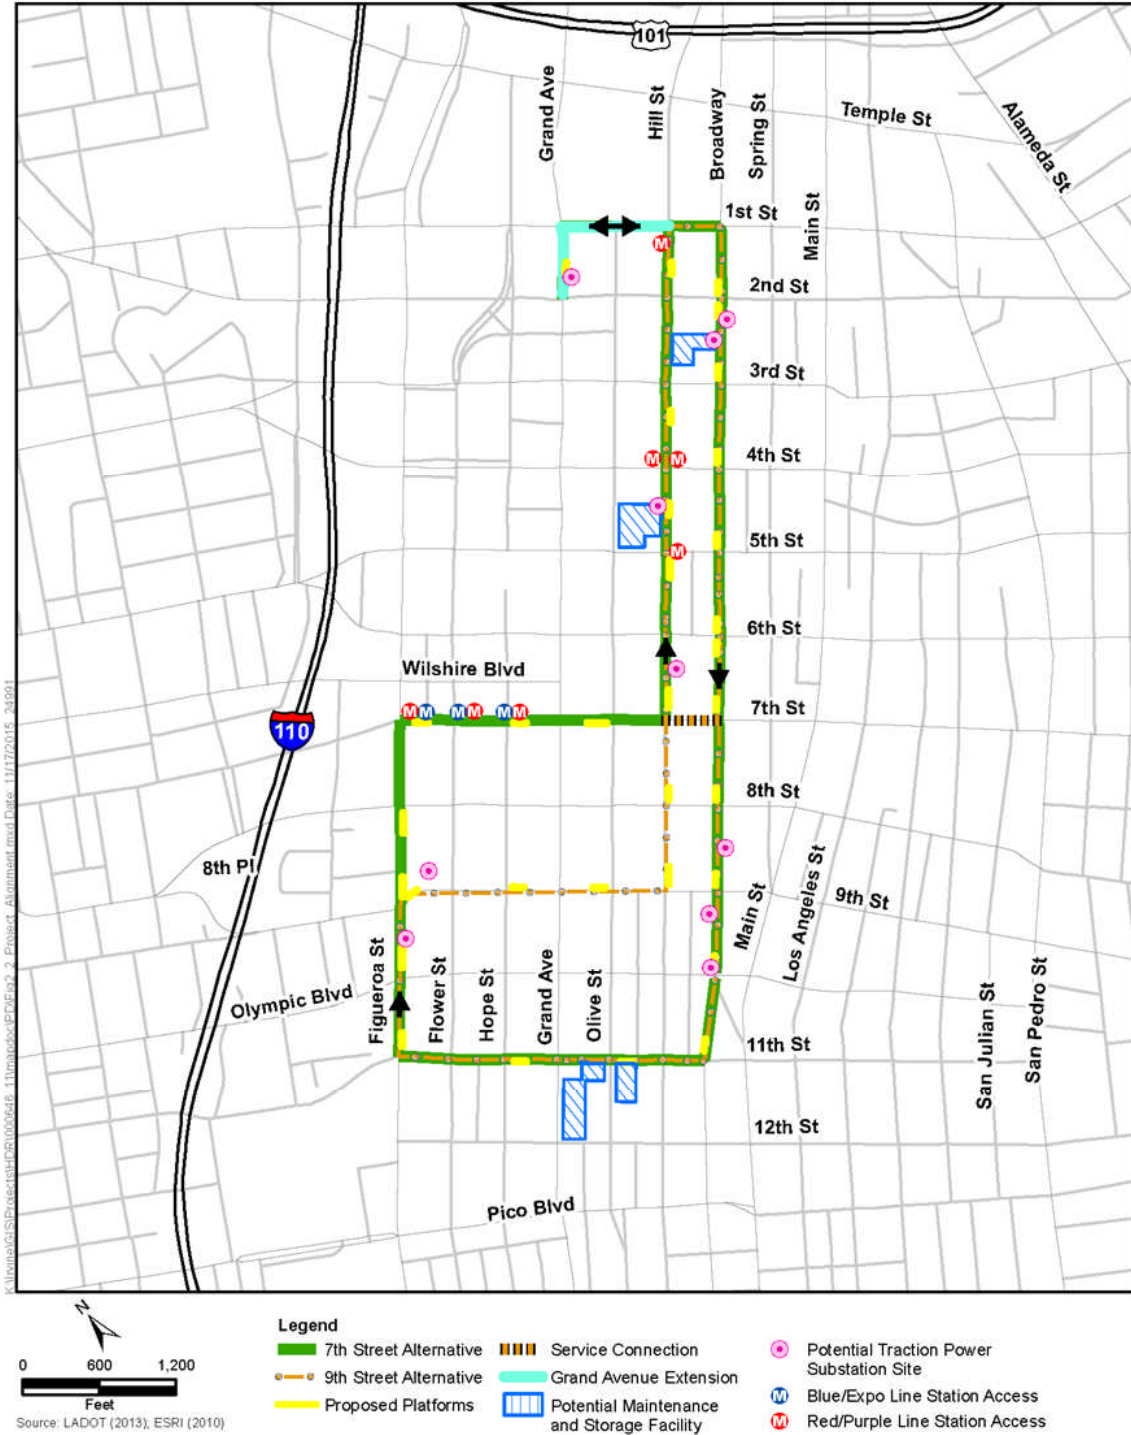 101
Grand Ave
Hill St
Broadway
Spring St
Temple St
Alameda St
Main St
1st St
2nd St
3rd St
4th St
5th St
6th St
Wilshire Blvd
7th St
110
8th St
8th Pl
9th St
Main St
Los Angeles St
Olympic Blvd
Figueroa St
Flower St
Hope St
Grand Ave
Olive St
San Julian St
San Pedro St
11th St
12th St
Pico Blvd
M
M
M
M
M
M
M
M
M
M
N
0 600 1,200
Feet
Source: LADOT (2013); ESRI (2010)
Legend
7th Street Alternative
9th Street Alternative
Proposed Platforms
Service Connection
Grand Avenue Extension
Potential Maintenance
and Storage Facility
Potential Traction Power
Substation Site
M Blue/Expo Line Station Access
M Red/Purple Line Station Access